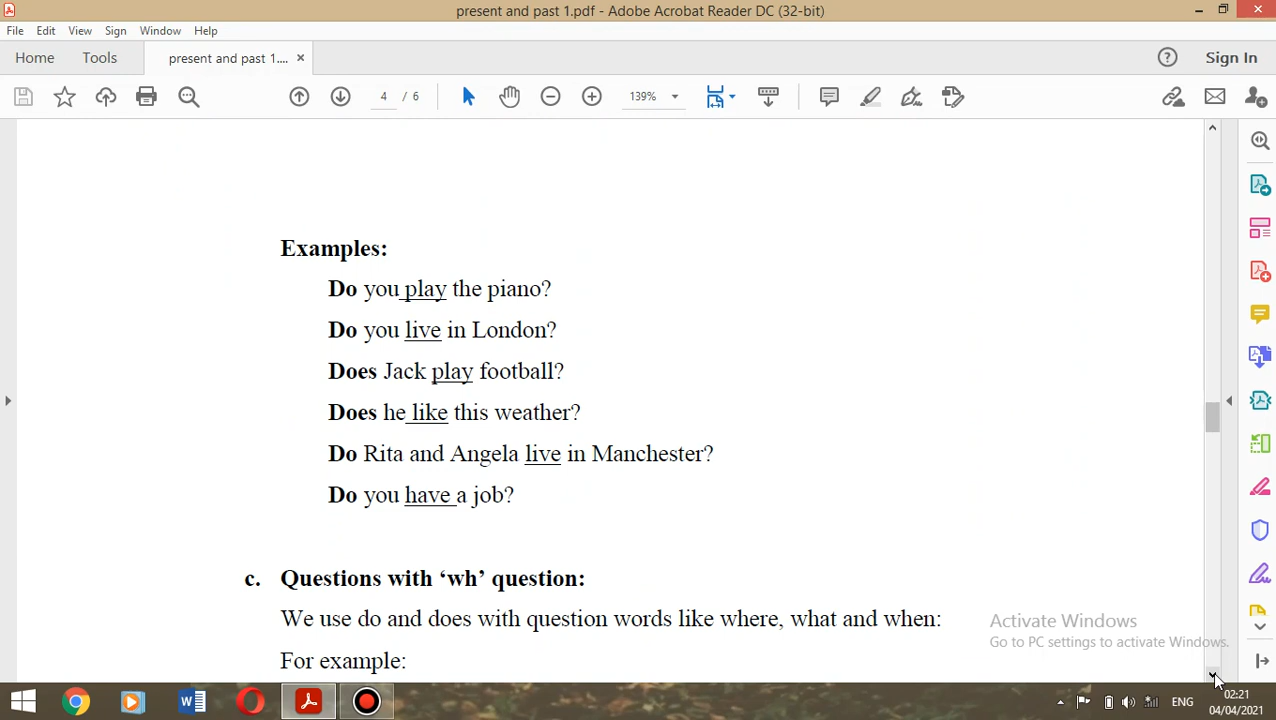 present and past 1.pdf - Adobe Acrobat Reader DC (32-bit)
File Edit View Sign Window Help
Home Tools present and past 1.... × Sign In
4 / 6 139%
Examples:
Do you play the piano?
Do you live in London?
Does Jack play football?
Does he like this weather?
Do Rita and Angela live in Manchester?
Do you have a job?
c. Questions with ‘wh’ question:
We use do and does with question words like where, what and when:
For example:
Activate Windows
Go to PC settings to activate Windows.
ENG
02:21
04/04/2021